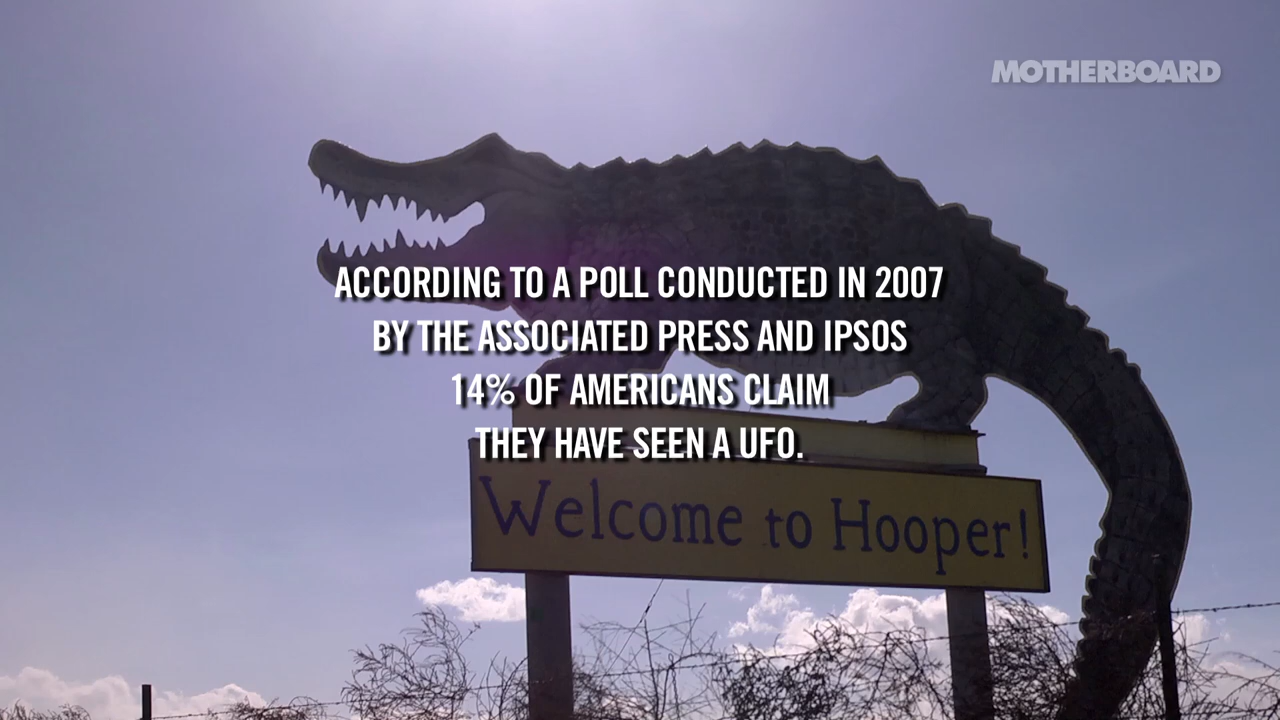 MOTHERBOARD
ACCORDING TO A POLL CONDUCTED IN 2007
BY THE ASSOCIATED PRESS AND IPSOS
14% OF AMERICANS CLAIM
THEY HAVE SEEN A UFO.
Welcome to Hooper!